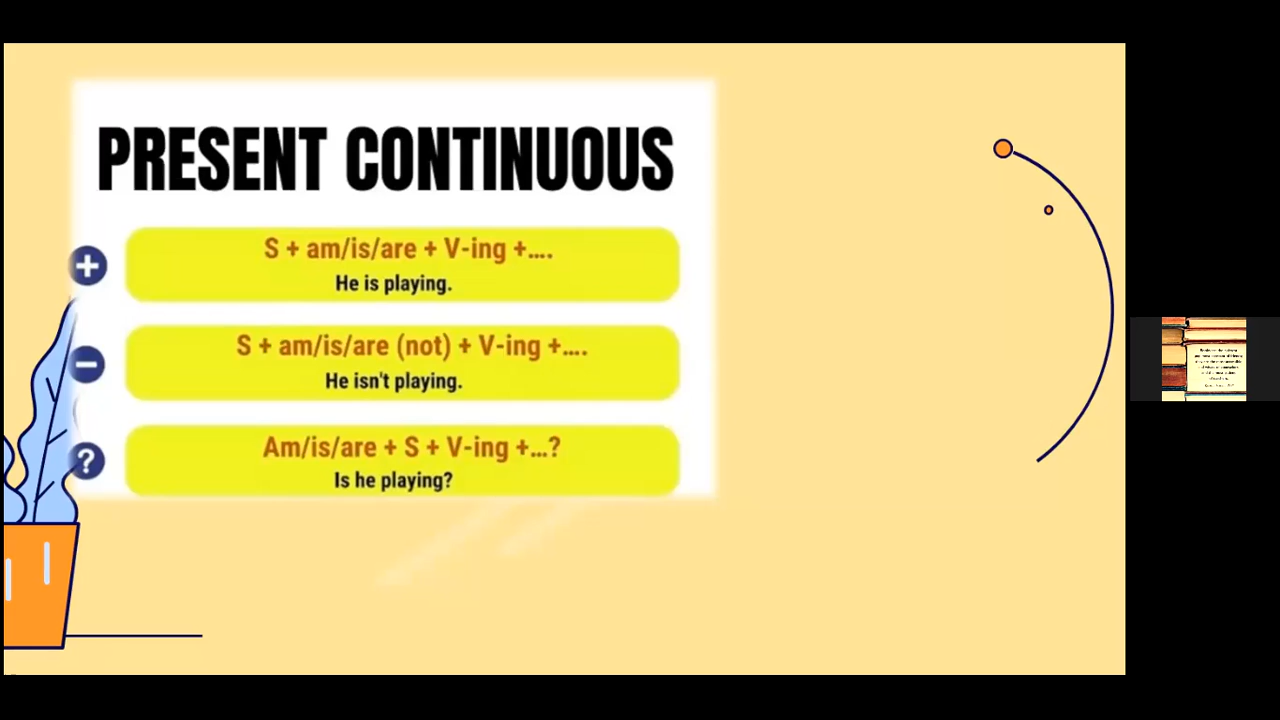 PRESENT CONTINUOUS
S + am/is/are + V-ing +....
He is playing.
S + am/is/are (not) + V-ing +....
He isn't playing.
Am/is/are + S + V-ing +...?
Is he playing?